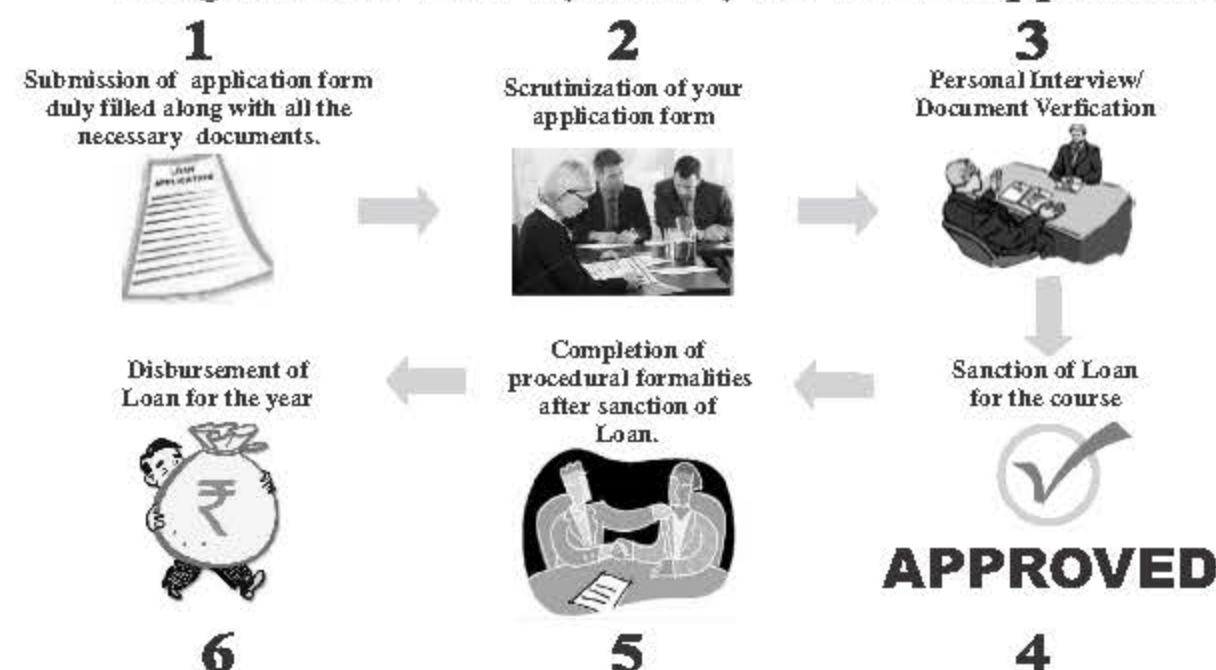 1
Submission of application form
duly filled along with all the
necessary documents.
LOAN
APPLICATION
2
Scrutinization of your
application form
3
Personal Interview/
Document Verfication
Sanction of Loan
for the course
APPROVED
4
Completion of
procedural formalities
after sanction of
Loan.
5
Disbursement of
Loan for the year
₹
6